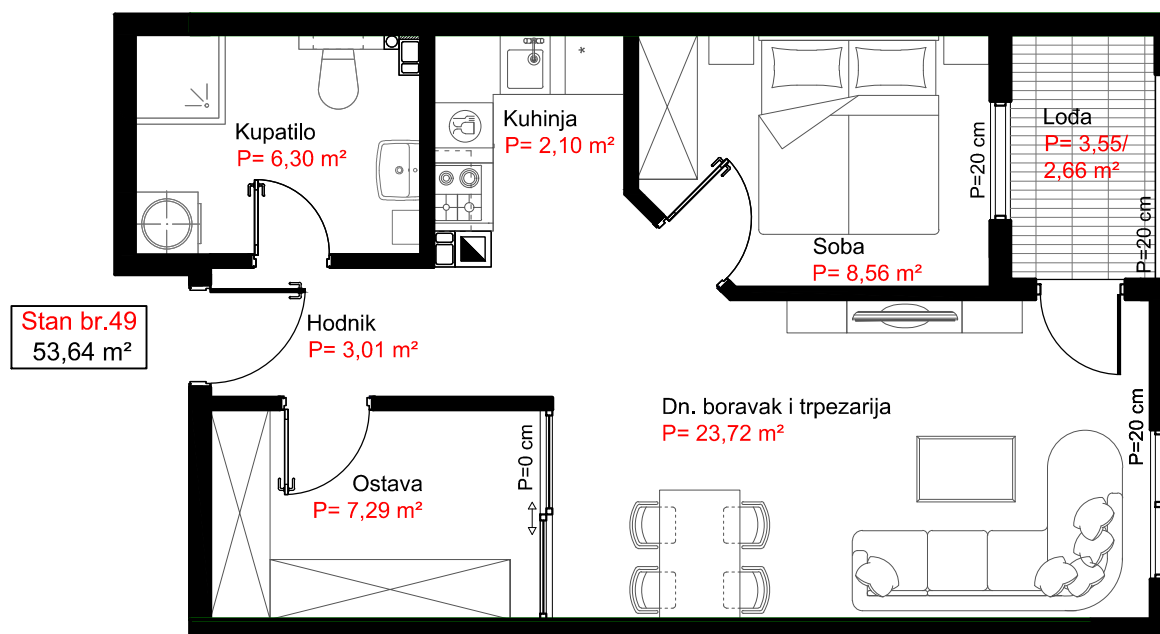 Kupatilo
P= 6,30 m²
Kuhinja
P= 2,10 m²
*
Lođa
P= 3,55/
2,66 m²
P=20 cm
P=20 cm
Soba
P= 8,56 m²
Stan br.49
53,64 m²
Hodnik
P= 3,01 m²
Dn. boravak i trpezarija
P= 23,72 m²
P=20 cm
P=0 cm
Ostava
P= 7,29 m²